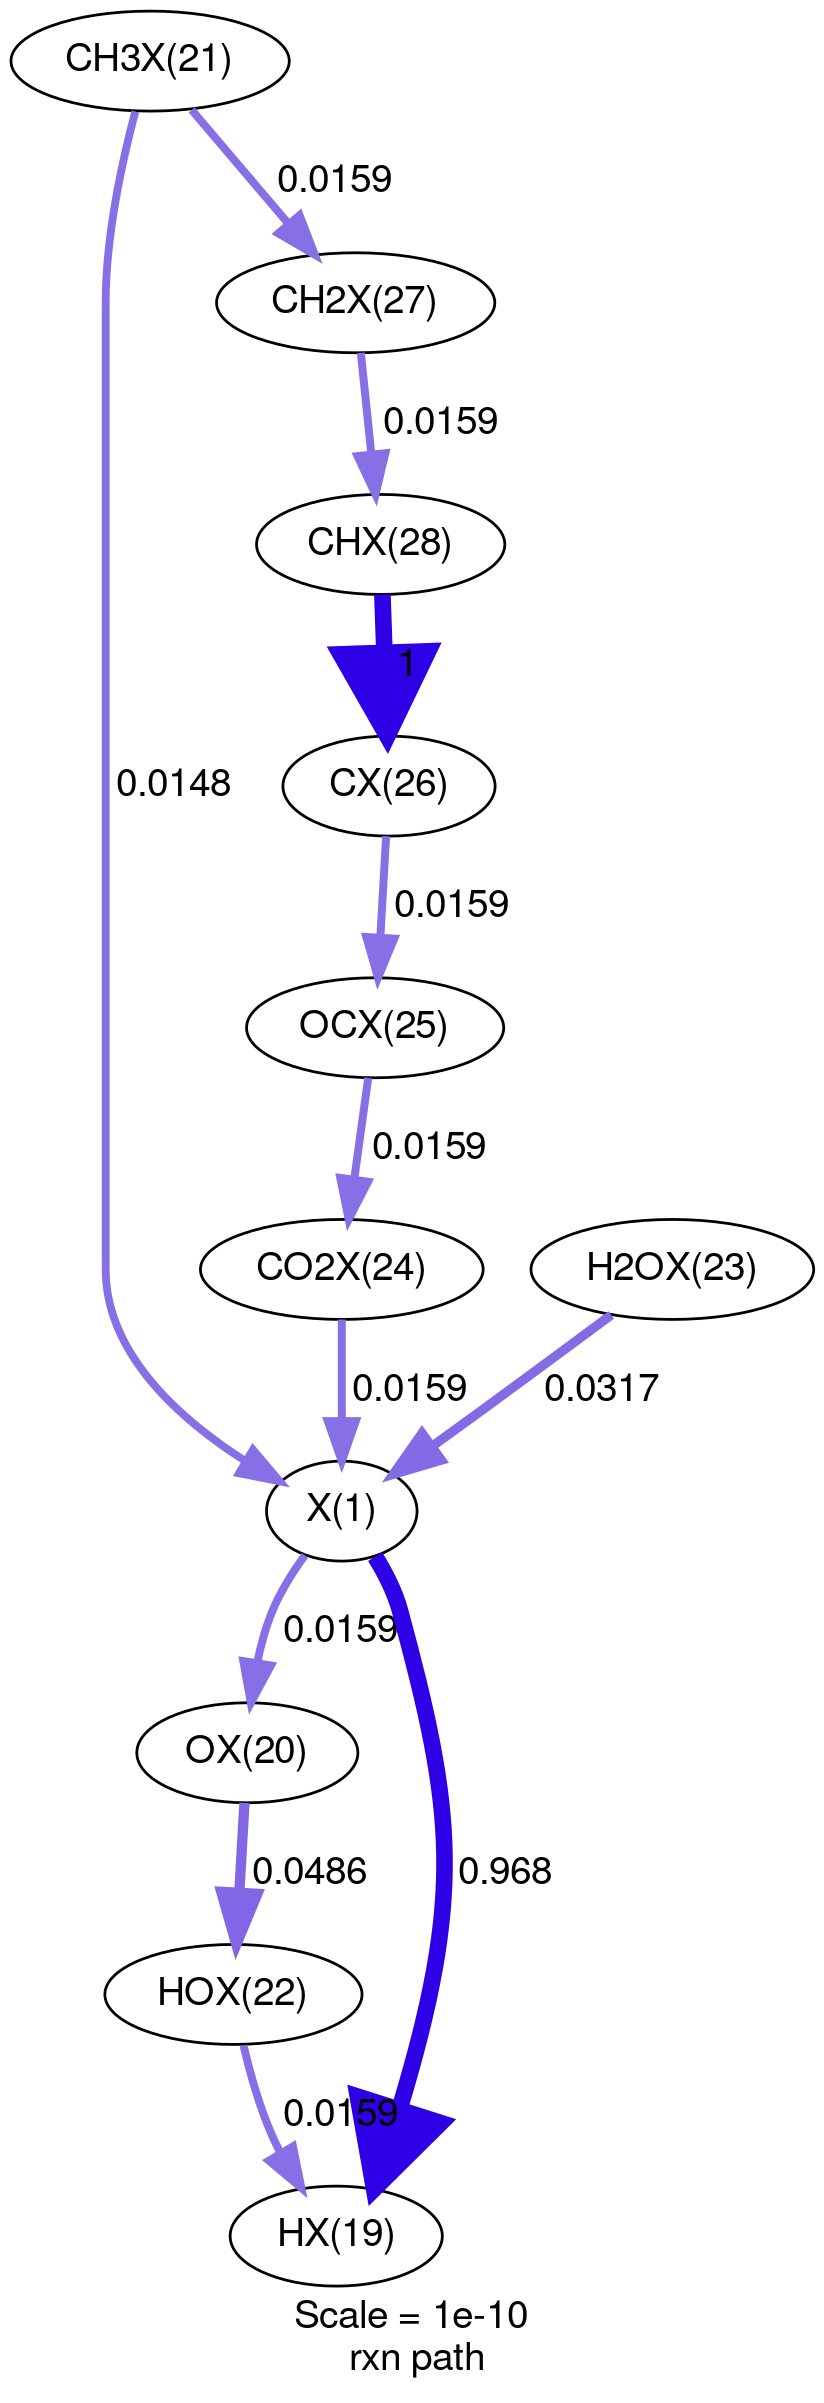 CH3X(21)
0.0159
CH2X(27)
0.0159
CHX(28)
1
0.0148
CX(26)
0.0159
OCX(25)
0.0159
CO2X(24)
H2OX(23)
0.0159
0.0317
X(1)
0.0159
OX(20)
0.0486
0.968
HOX(22)
0.0159
HX(19)
Scale = 1e-10
rxn path